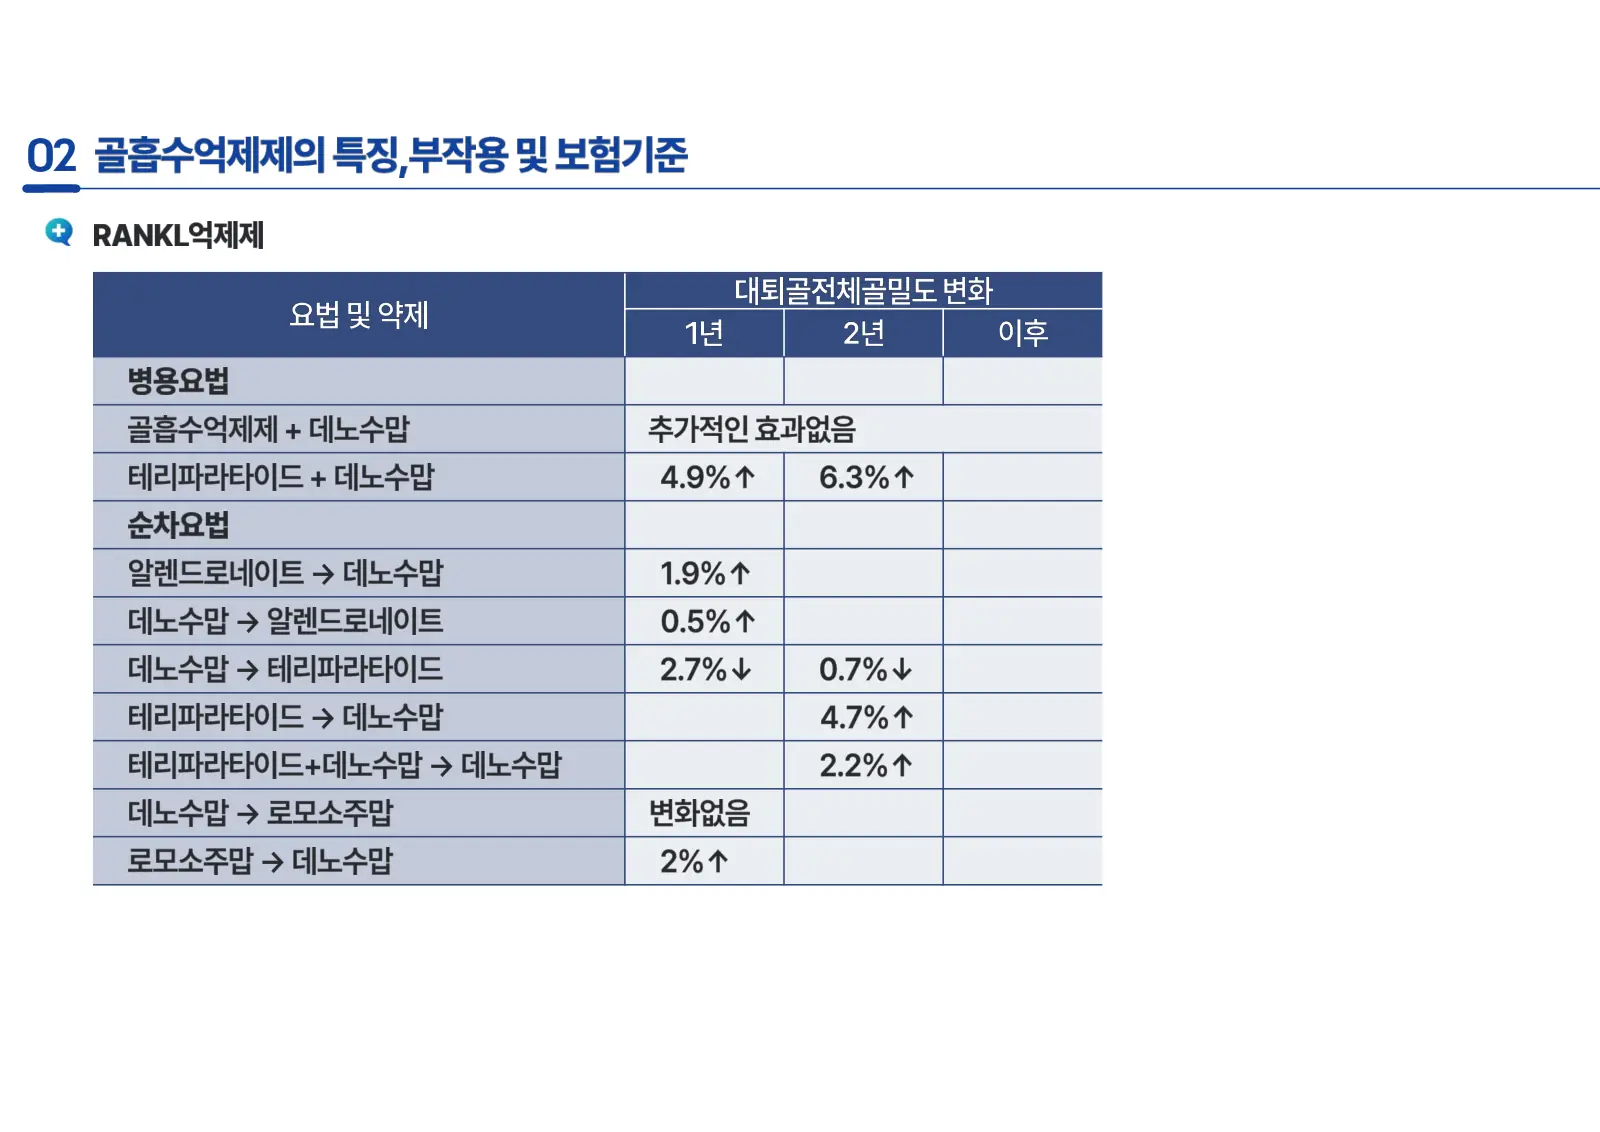 02 골흡수억제제의 특징,부작용 및 보험기준
RANKL억제제
요법 및 약제
대퇴골전체골밀도 변화
1년 2년 이후
병용요법
골흡수억제제 + 데노수맙 추가적인 효과없음
테리파라타이드 + 데노수맙 4.9%↑ 6.3%↑
순차요법
알렌드로네이트 → 데노수맙 1.9%↑
데노수맙 → 알렌드로네이트 0.5%↑
데노수맙 → 테리파라타이드 2.7%↓ 0.7%↓
테리파라타이드 → 데노수맙 4.7%↑
테리파라타이드+데노수맙 → 데노수맙 2.2%↑
데노수맙 → 로모소주맙 변화없음
로모소주맙 → 데노수맙 2%↑